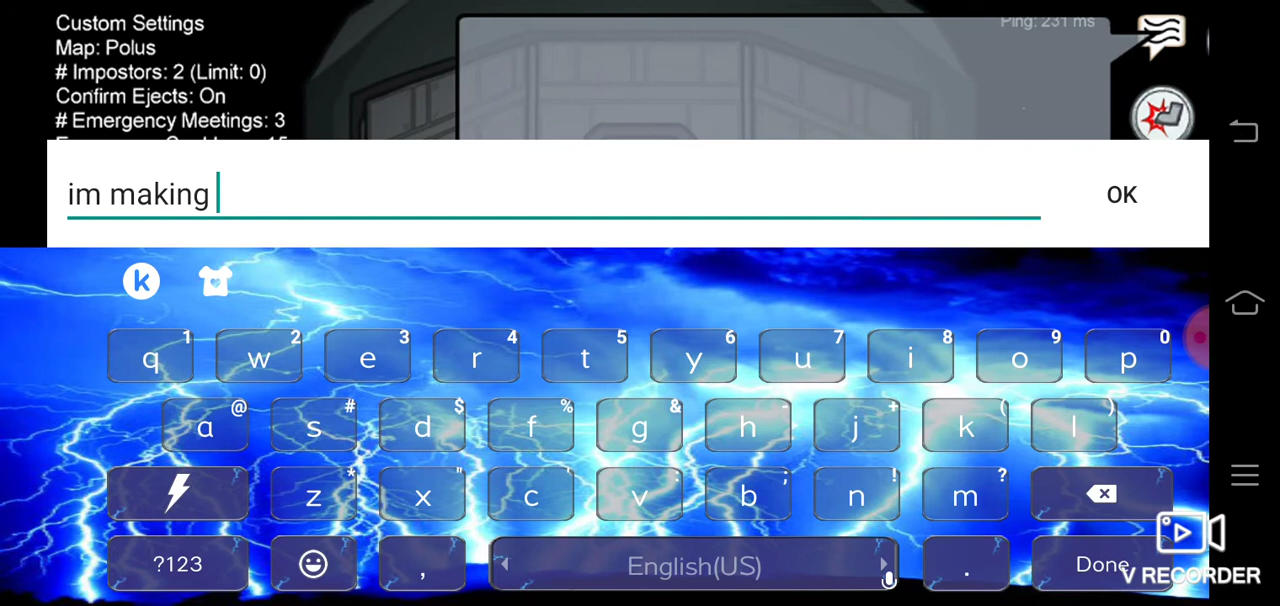 Custom Settings
Ping: 231 ms
Map: Polus
# Impostors: 2 (Limit: 0)
Confirm Ejects: On
# Emergency Meetings: 3
im making
OK
k
1 2 3 4 5 6 7 8 9 0
q w e r t y u i o p
@ # $ % & - + ( )
a s d f g h j k l
* " ' : ; ! ?
z x c v b n m
?123 , English(US) . Done
V RECORDER